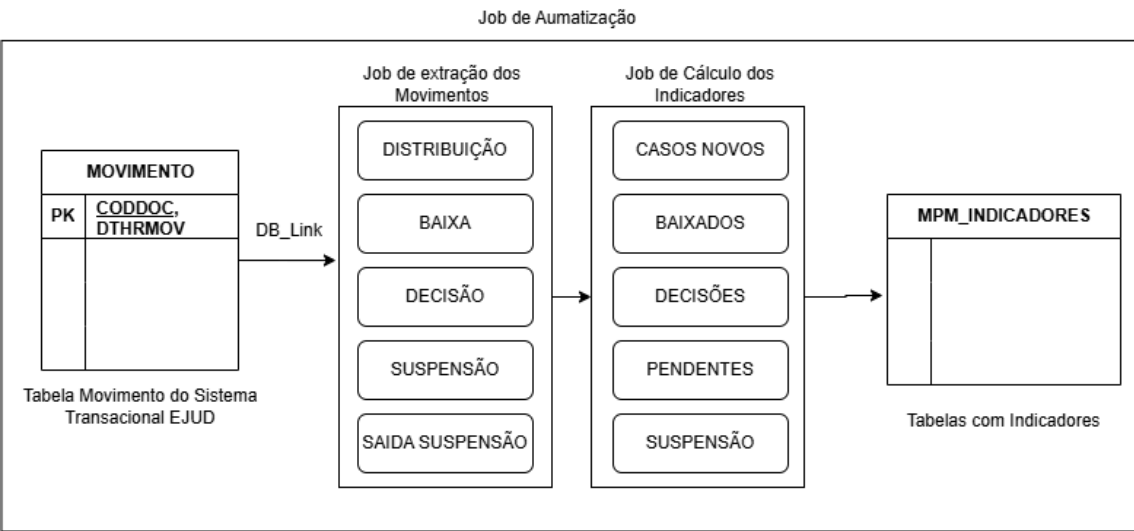 Job de Aumatização
Job de extração dos
Movimentos
Job de Cálculo dos
Indicadores
MOVIMENTO
PK
CODDOC,
DTHRMOV
DB_Link
Tabela Movimento do Sistema
Transacional EJUD
DISTRIBUIÇÃO
BAIXA
DECISÃO
SUSPENSÃO
SAIDA SUSPENSÃO
CASOS NOVOS
BAIXADOS
DECISÕES
PENDENTES
SUSPENSÃO
MPM_INDICADORES
Tabelas com Indicadores